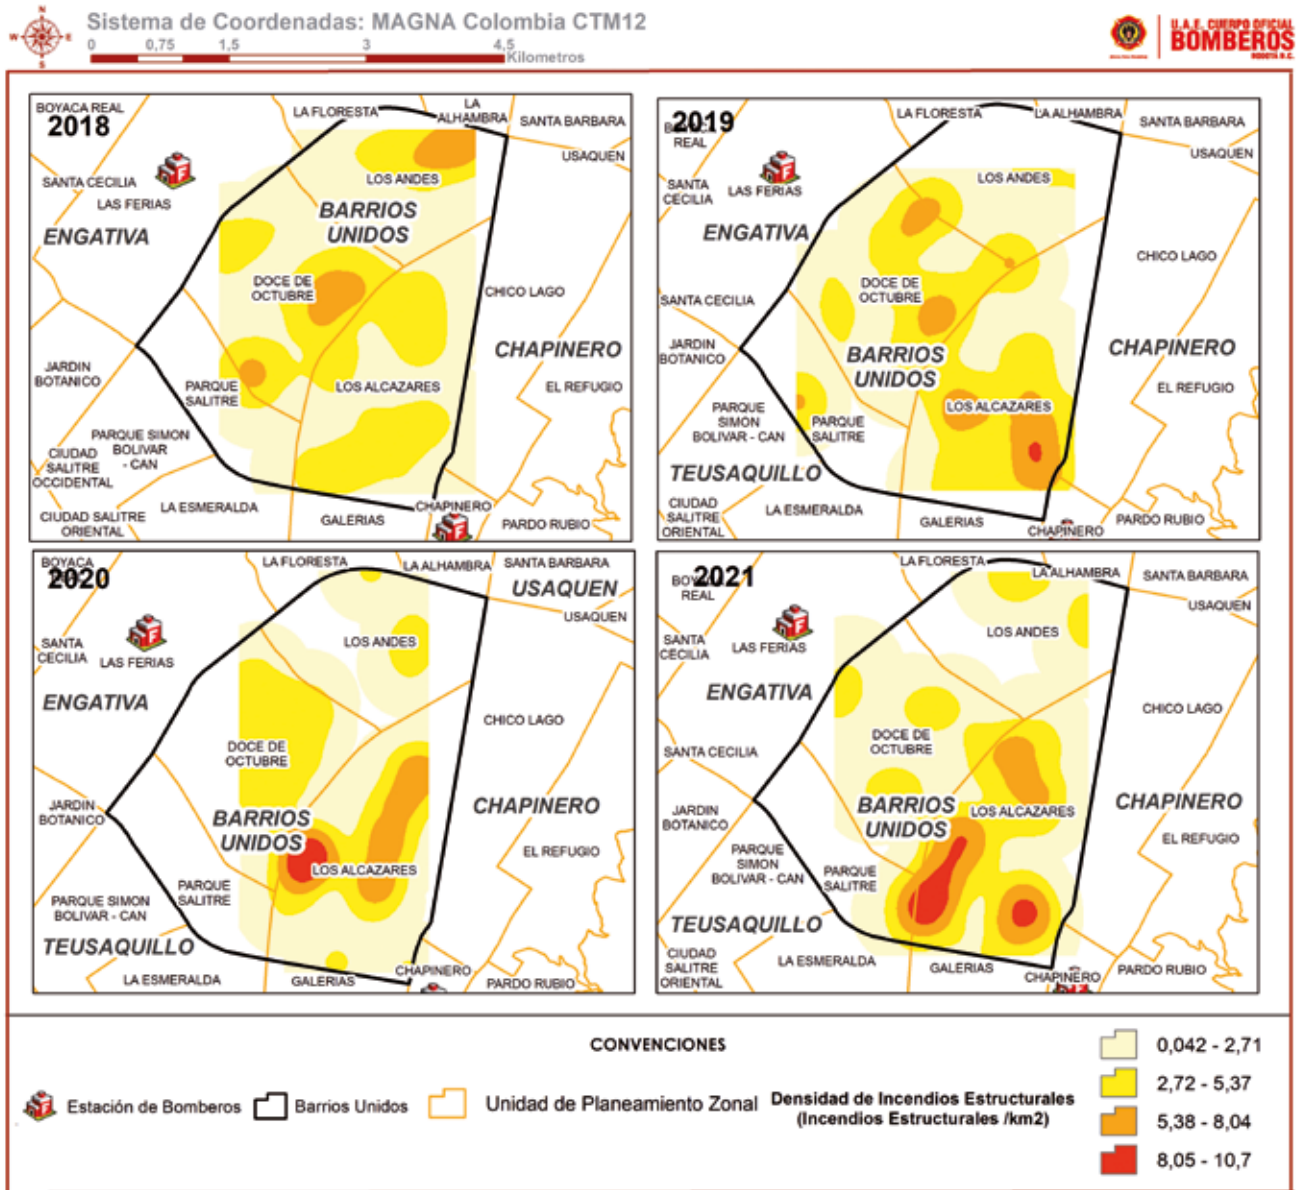 N
W E
S
Sistema de Coordenadas: MAGNA Colombia CTM12
0 0,75 1,5 3 4,5
Kilometros
U.A.E. CUERPO OFICIAL
BOMBEROS
BOGOTA D.C.
2018
BOYACA REAL
LA FLORESTA
LA
ALHAMBRA
SANTA BARBARA
USAQUEN
SANTA CECILIA
LAS FERIAS
LOS ANDES
BARRIOS
UNIDOS
ENGATIVA
DOCE DE
OCTUBRE
CHICO LAGO
CHAPINERO
JARDIN
BOTANICO
PARQUE
SALITRE
LOS ALCAZARES
EL REFUGIO
PARQUE SIMON
BOLIVAR
- CAN
CIUDAD
SALITRE
OCCIDENTAL
LA ESMERALDA
CHAPINERO
CIUDAD SALITRE
ORIENTAL
GALERIAS
PARDO RUBIO
2019
REAL
LA FLORESTA
LA ALHAMBRA
SANTA BARBARA
USAQUEN
SANTA
CECILIA
LAS FERIAS
LOS ANDES
ENGATIVA
CHICO LAGO
DOCE DE
OCTUBRE
SANTA CECILIA
JARDIN
BOTANICO
BARRIOS
UNIDOS
CHAPINERO
EL REFUGIO
PARQUE
SIMON
BOLIVAR - CAN
PARQUE
SALITRE
LOS ALCAZARES
TEUSAQUILLO
CIUDAD
SALITRE
ORIENTAL
LA ESMERALDA
GALERIAS
CHAPINERO
PARDO RUBIO
2020
BOYACA
LA FLORESTA
LA ALHAMBRA
SANTA BARBARA
USAQUEN
USAQUEN
SANTA
CECILIA
LAS FERIAS
LOS ANDES
ENGATIVA
CHICO LAGO
DOCE DE
OCTUBRE
JARDIN
BOTANICO
BARRIOS
UNIDOS
CHAPINERO
EL REFUGIO
LOS ALCAZARES
PARQUE
SALITRE
PARQUE SIMON
BOLIVAR - CAN
TEUSAQUILLO
LA ESMERALDA
GALERIAS
CHAPINERO
PARDO RUBIO
2021
REAL
LA FLORESTA
LA ALHAMBRA
SANTA BARBARA
USAQUEN
SANTA
CECILIA
LAS FERIAS
LOS ANDES
ENGATIVA
CHICO LAGO
DOCE DE
OCTUBRE
SANTA CECILIA
JARDIN
BOTANICO
BARRIOS
UNIDOS
LOS ALCAZARES
CHAPINERO
EL REFUGIO
PARQUE
SIMON
BOLIVAR - CAN
PARQUE
SALITRE
TEUSAQUILLO
CIUDAD
SALITRE
ORIENTAL
LA ESMERALDA
GALERIAS
CHAPINERO
PARDO RUBIO
CONVENCIONES
Estación de Bomberos
Barrios Unidos
Unidad de Planeamiento Zonal
Densidad de Incendios Estructurales
(Incendios Estructurales /km2)
0,042 - 2,71
2,72 - 5,37
5,38 - 8,04
8,05 - 10,7